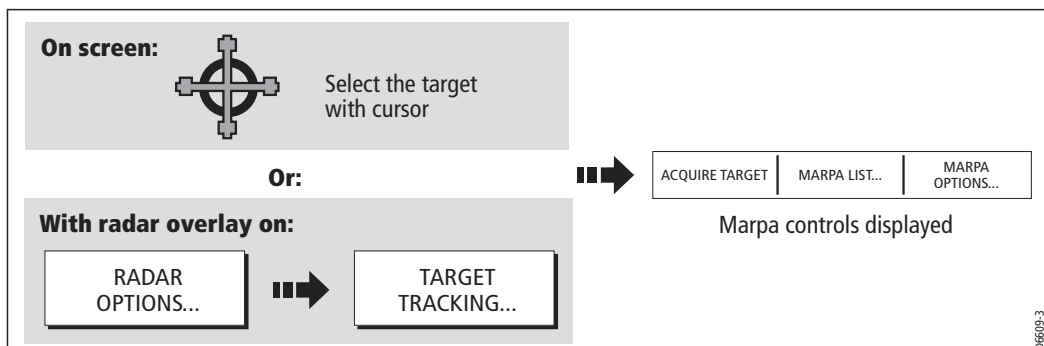 On screen:
Select the target
with cursor
Or:
With radar overlay on:
RADAR
OPTIONS...
TARGET
TRACKING...
ACQUIRE TARGET
MARPA LIST...
MARPA
OPTIONS...
Marpa controls displayed